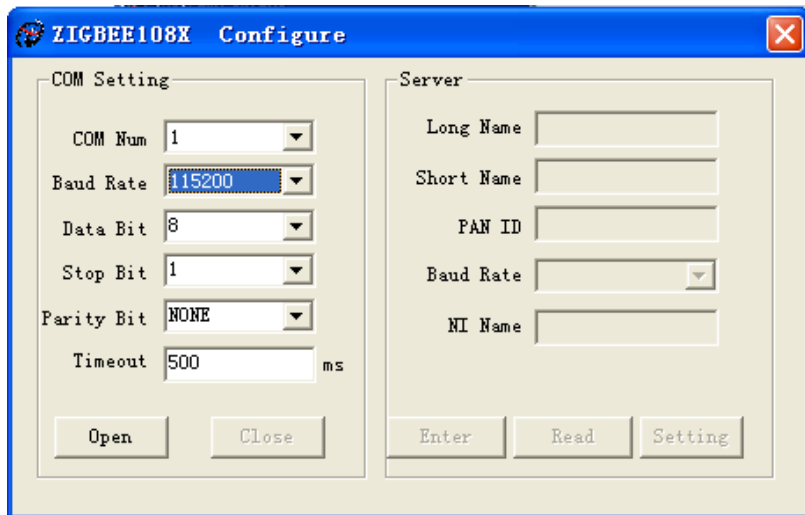 ZIGBEE108X Configure
COM Setting
COM Num 1
Baud Rate 115200
Data Bit 8
Stop Bit 1
Parity Bit NONE
Timeout 500 ms
Open Close
Server
Long Name
Short Name
PAN ID
Baud Rate
NI Name
Enter Read Setting